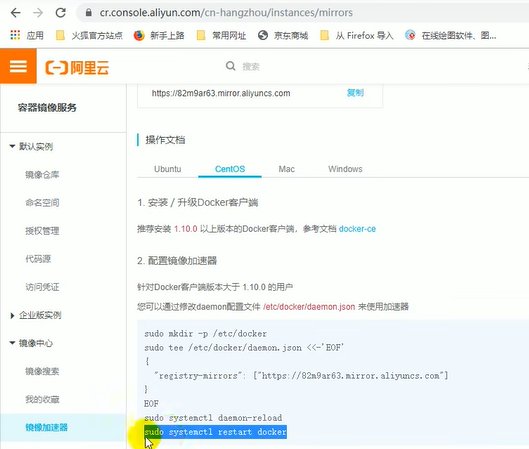 cr.console.aliyun.com/cn-hangzhou/instances/mirrors
应用 火狐官方站点 新手上路 常用网址 京东商城 从 Firefox 导入 在线绘图软件、图...
阿里云 搜索
容器镜像服务
默认实例
镜像仓库
命名空间
授权管理
代码源
访问凭证
企业版实例
镜像中心
镜像搜索
我的收藏
镜像加速器
https://82m9ar63.mirror.aliyuncs.com 复制
操作文档
Ubuntu CentOS Mac Windows
1. 安装 / 升级Docker客户端
推荐安装 1.10.0 以上版本的Docker客户端，参考文档 docker-ce
2. 配置镜像加速器
针对Docker客户端版本大于 1.10.0 的用户
您可以通过修改daemon配置文件 /etc/docker/daemon.json 来使用加速器
sudo mkdir -p /etc/docker
sudo tee /etc/docker/daemon.json <<-'EOF'
{
"registry-mirrors": ["https://82m9ar63.mirror.aliyuncs.com"]
}
EOF
sudo systemctl daemon-reload
sudo systemctl restart docker